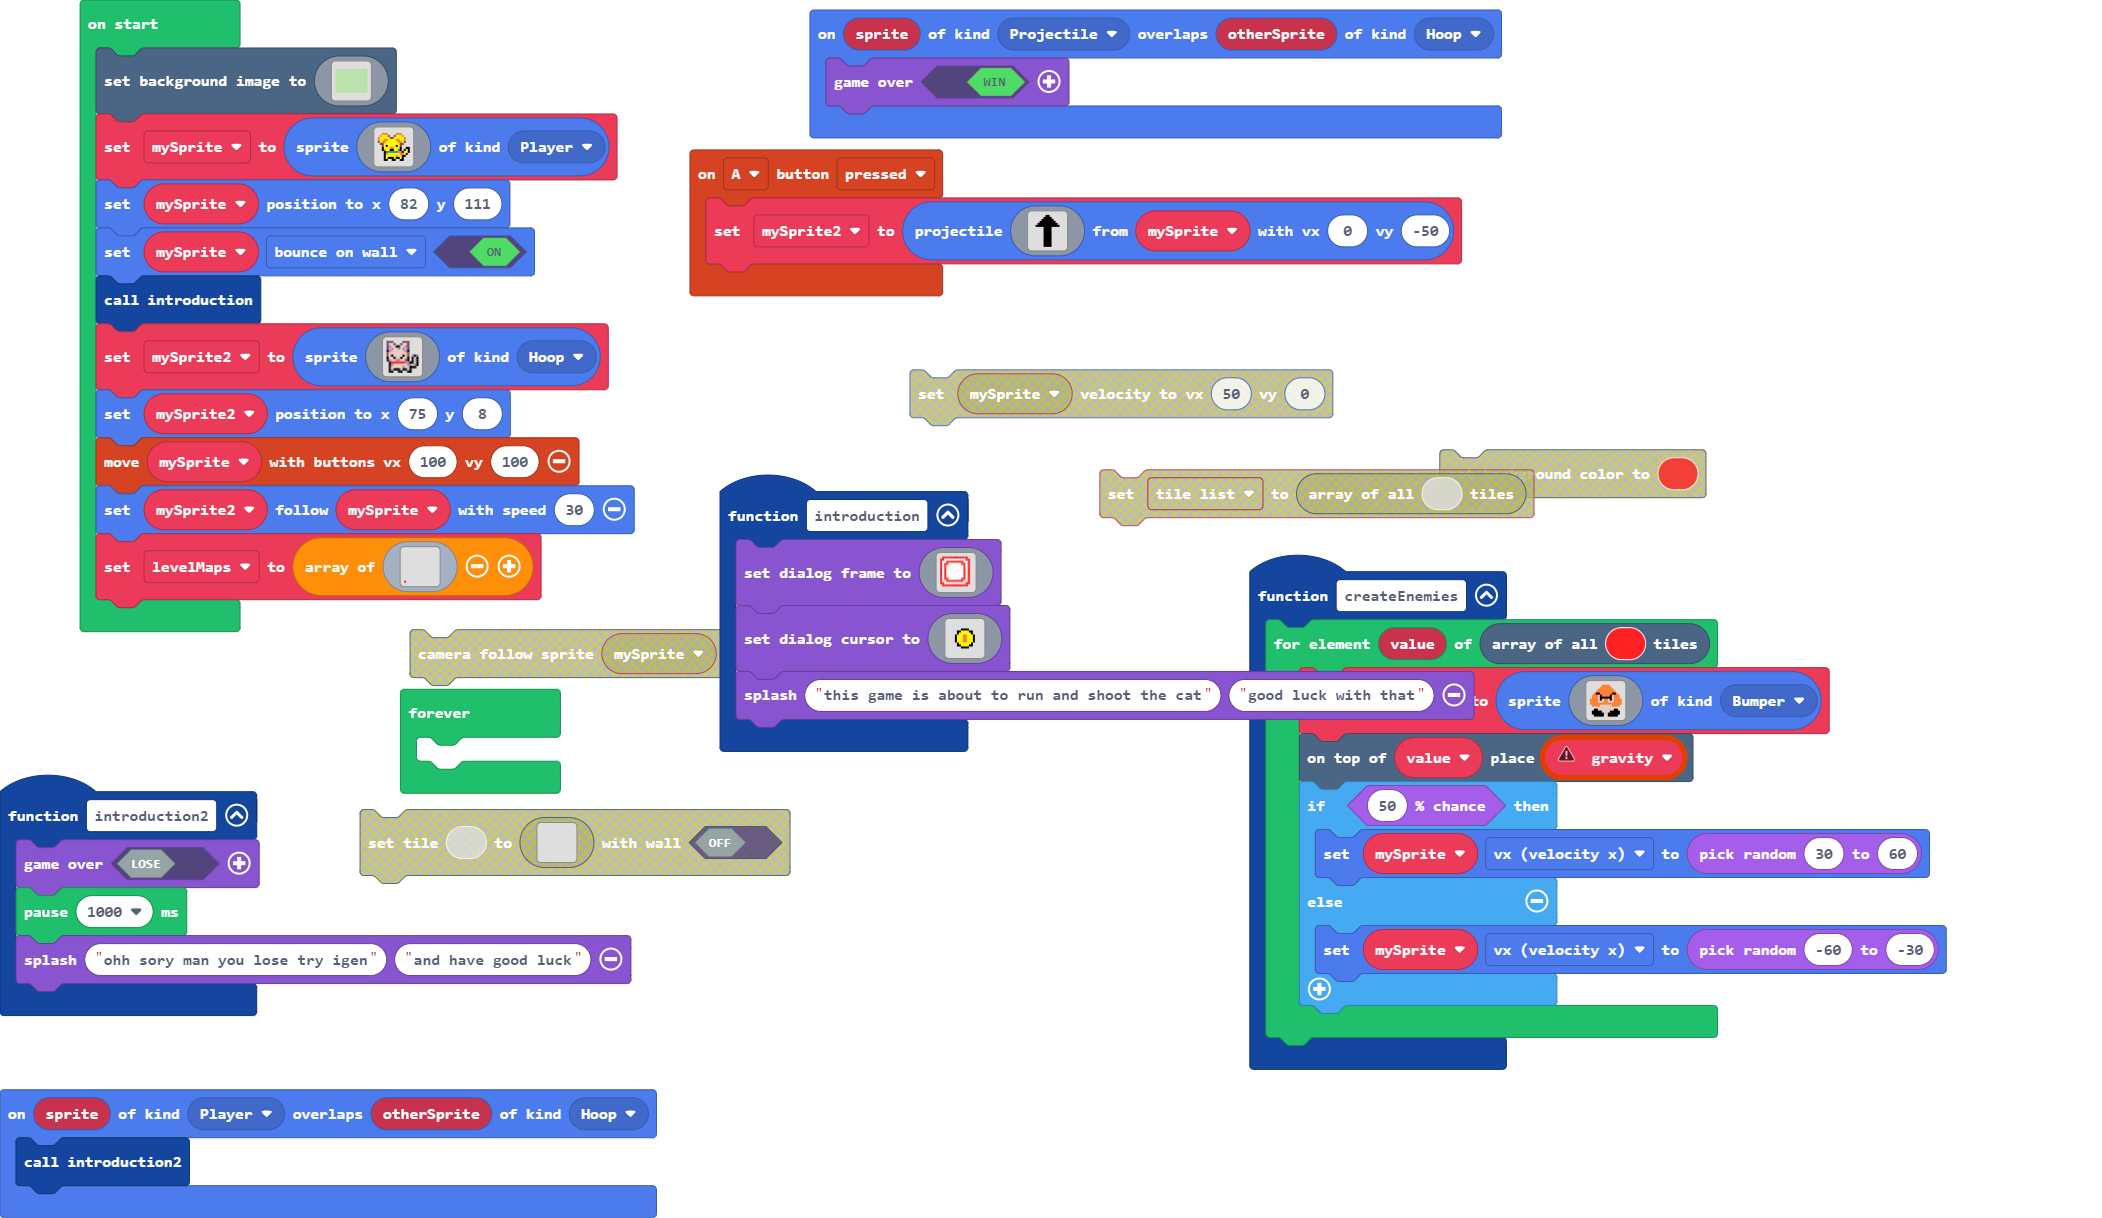 on start
set background image to
set mySprite to sprite of kind Player
set mySprite position to x 82 y 111
set mySprite bounce on wall ON
call introduction
set mySprite2 to sprite of kind Hoop
set mySprite2 position to x 75 y 8
move mySprite with buttons vx 100 vy 100
set mySprite2 follow mySprite with speed 30
set levelMaps to array of
on sprite of kind Projectile overlaps otherSprite of kind Hoop
game over WIN
on A button pressed
set mySprite2 to projectile from mySprite with vx 0 vy -50
set mySprite velocity to vx 50 vy 0
ound color to
set tile list to array of all tiles
function introduction
set dialog frame to
set dialog cursor to
splash "this game is about to run and shoot the cat" "good luck with that"
camera follow sprite mySprite
forever
set tile to with wall OFF
function createEnemies
for element value of array of all tiles
to sprite of kind Bumper
on top of value place gravity
if 50 % chance then
set mySprite vx (velocity x) to pick random 30 to 60
else
set mySprite vx (velocity x) to pick random -60 to -30
function introduction2
game over LOSE
pause 1000 ms
splash "ohh sory man you lose try igen" "and have good luck"
on sprite of kind Player overlaps otherSprite of kind Hoop
call introduction2